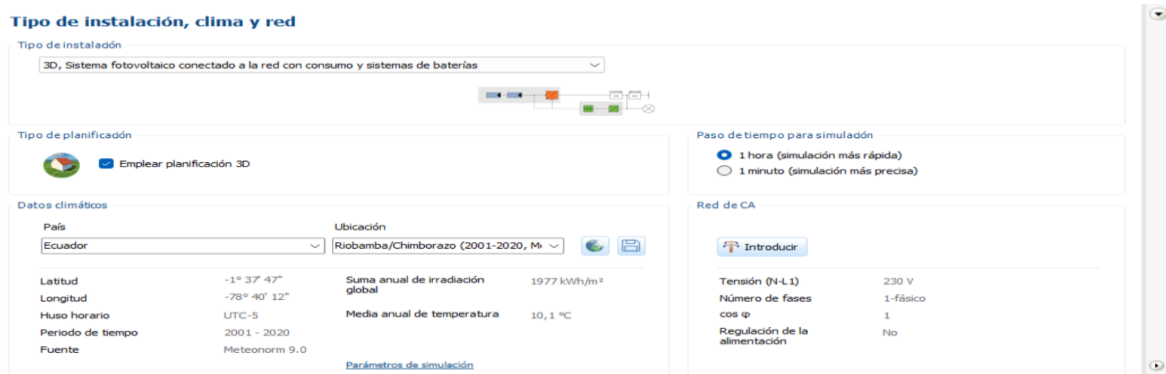 Tipo de instalación, clima y red
Tipo de instalación
3D, Sistema fotovoltaico conectado a la red con consumo y sistemas de baterías
Tipo de planificación
Emplear planificación 3D
Paso de tiempo para simulación
1 hora (simulación más rápida)
1 minuto (simulación más precisa)
Datos climáticos
País
Ubicación
Ecuador
Riobamba/Chimborazo (2001-2020, M
Latitud -1° 37' 47"
Longitud -78° 40' 12"
Huso horario UTC-5
Periodo de tiempo 2001 - 2020
Fuente Meteonorm 9.0
Suma anual de irradiación
global 1977 kWh/m²
Media anual de temperatura 10,1 °C
Parámetros de simulación
Red de CA
Introducir
Tensión (N-L1) 230 V
Número de fases 1-fásico
cos φ 1
Regulación de la
alimentación No